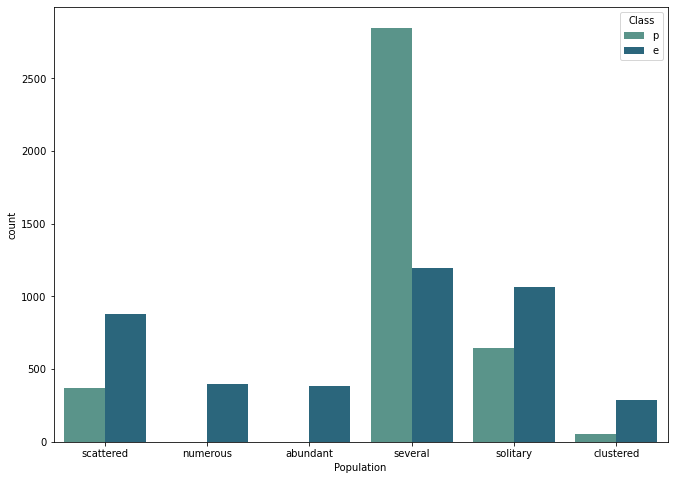 Class
p
e
2500
2000
1500
1000
500
0
count
scattered numerous abundant several solitary clustered
Population